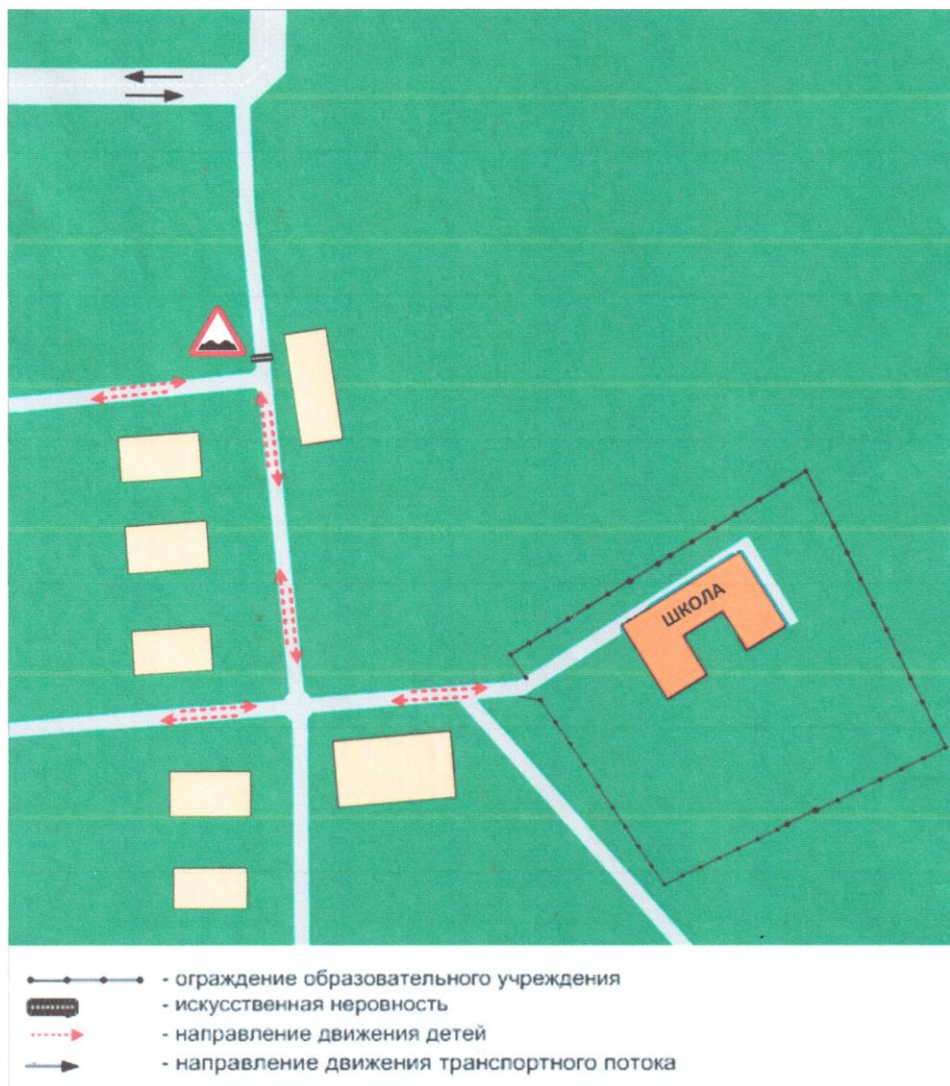 ШКОЛА
- ограждение образовательного учреждения
- искусственная неровность
- направление движения детей
- направление движения транспортного потока